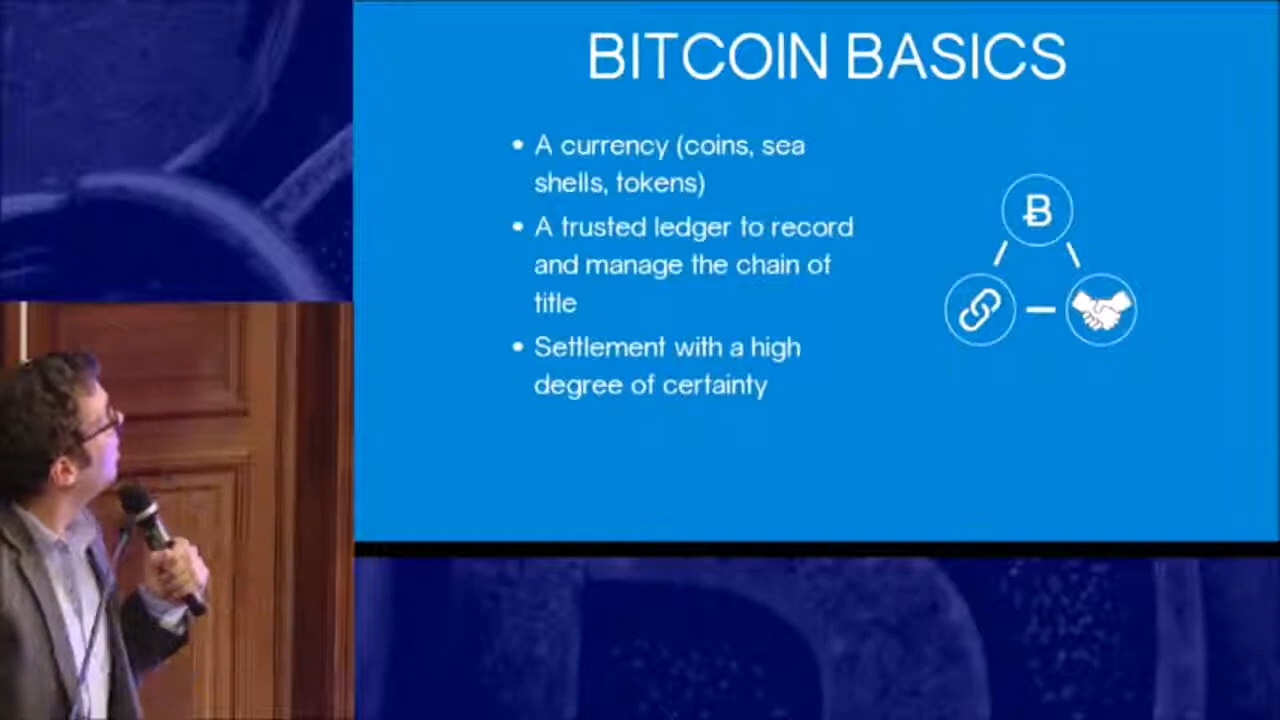 BITCOIN BASICS
• A currency (coins, sea
shells, tokens)
• A trusted ledger to record
and manage the chain of
title
• Settlement with a high
degree of certainty
Ƀ